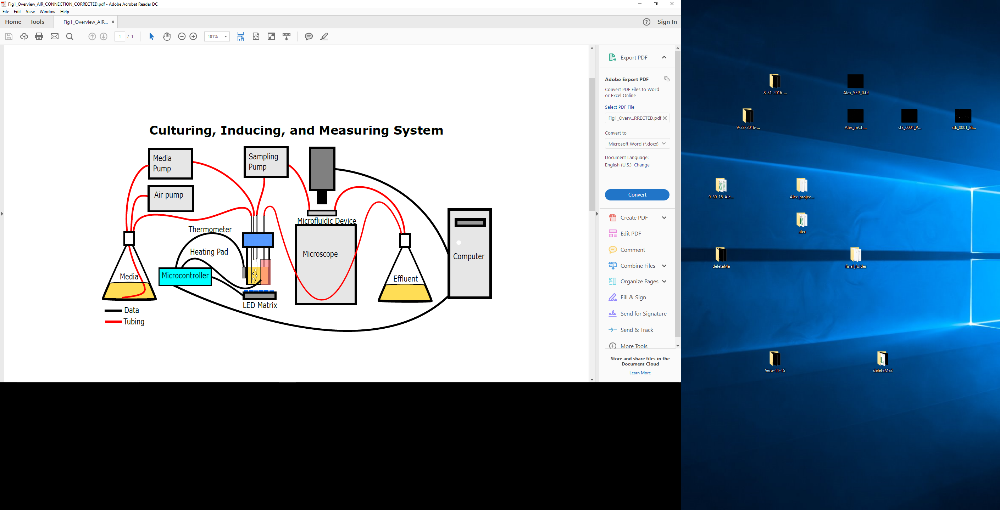 Fig1_Overview_AIR_CONNECTION_CORRECTED.pdf - Adobe Acrobat Reader DC
File Edit View Window Help
Home Tools Fig1_Overview_AIR... × ? Sign In
1 / 1 181%
Culturing, Inducing, and Measuring System
Media
Pump
Sampling
Pump
Air pump
Microfluidic Device
Thermometer
Heating Pad
Microscope
Computer
Media
Microcontroller
Effluent
LED Matrix
Data
Tubing
Export PDF
Adobe Export PDF
Convert PDF Files to Word
or Excel Online
Select PDF File
Fig1_Overv...RRECTED.pdf
Convert to
Microsoft Word (*.docx)
Document Language:
English (U.S.) Change
Convert
Create PDF
Edit PDF
Comment
Combine Files
Organize Pages
Fill & Sign
Send for Signature
Send & Track
More Tools
Store and share files in the
Document Cloud
Learn More
8-31-2016-...
Alex_YFP_0.tif
9-23-2016-...
Alex_mCh...
stk_0001_P...
stk_0001_Bi...
9-30-16-Ale...
Alex_projec...
alex
deleteMe
final_folder
Vero-11-15
deleteMe2